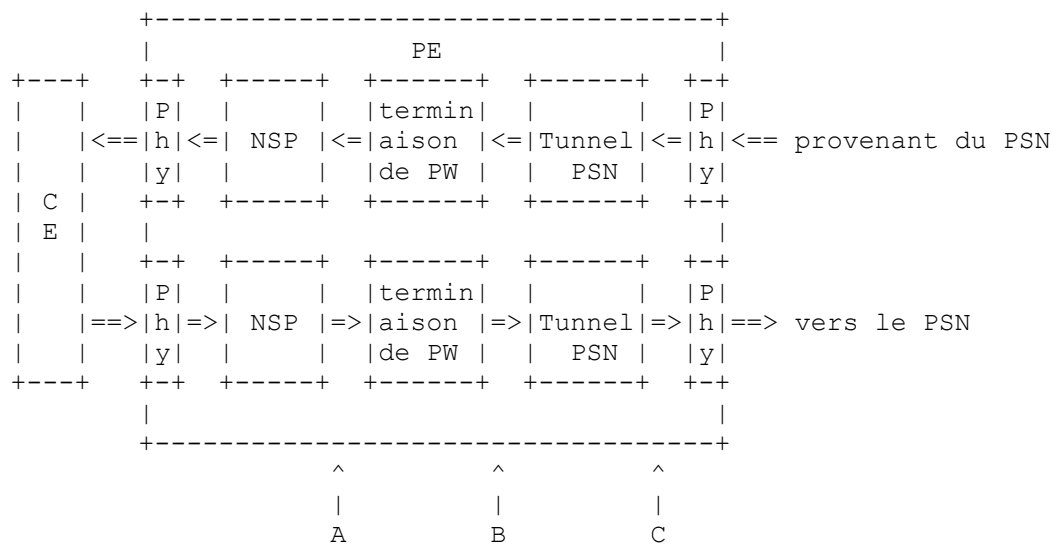 +-----------------------------------+
|                PE                 |
+---+   +-+  +-----+  +------+  +------+  +-+
|   |   |P|  |     |  |termin|  |      |  |P|
|   |<==|h|<=| NSP |<=|aison |<=|Tunnel|<=|h|<== provenant du PSN
|   |   |y|  |     |  |de PW |  |  PSN |  |y|
| C |   +-+  +-----+  +------+  +------+  +-+
| E |   |                                   |
|   |   +-+  +-----+  +------+  +------+  +-+
|   |   |P|  |     |  |termin|  |      |  |P|
|   |==>|h|=>| NSP |=>|aison |=>|Tunnel|=>|h|==> vers le PSN
|   |   |y|  |     |  |de PW |  |  PSN |  |y|
+---+   +-+  +-----+  +------+  +------+  +-+
|                                   |
+-----------------------------------+
^         ^         ^
|         |         |
A         B         C